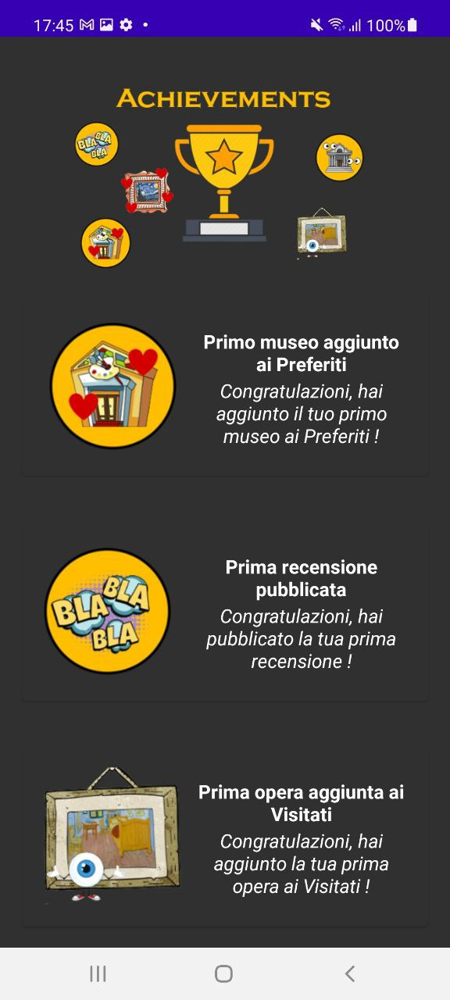 17:45
100%
ACHIEVEMENTS
BLA
BLA
BLA
Primo museo aggiunto
ai Preferiti
Congratulazioni, hai
aggiunto il tuo primo
museo ai Preferiti !
BLA
BLA
BLA
Prima recensione
pubblicata
Congratulazioni, hai
pubblicato la tua prima
recensione !
Prima opera aggiunta ai
Visitati
Congratulazioni, hai
aggiunto la tua prima
opera ai Visitati !